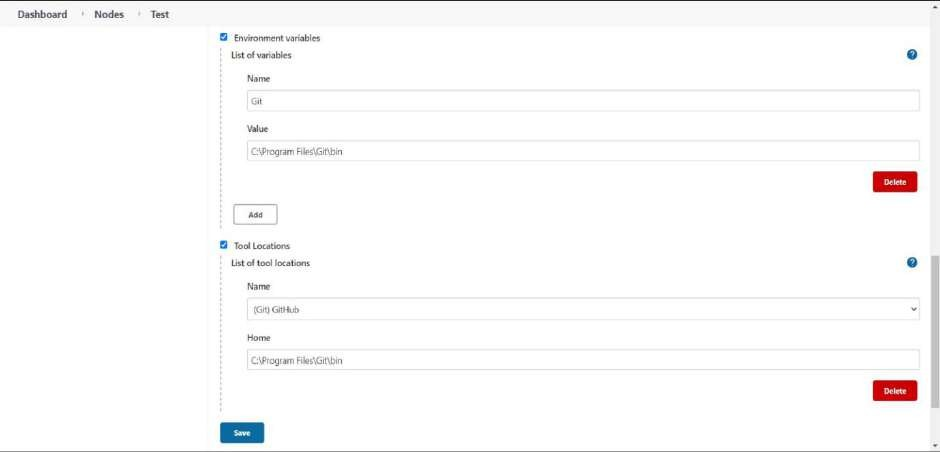 Dashboard Nodes Test
Environment variables
List of variables
?
Name
Git
Value
C:\Program Files\Git\bin
Delete
Add
Tool Locations
List of tool locations
?
Name
(Git) GitHub
Home
C:\Program Files\Git\bin
Delete
Save